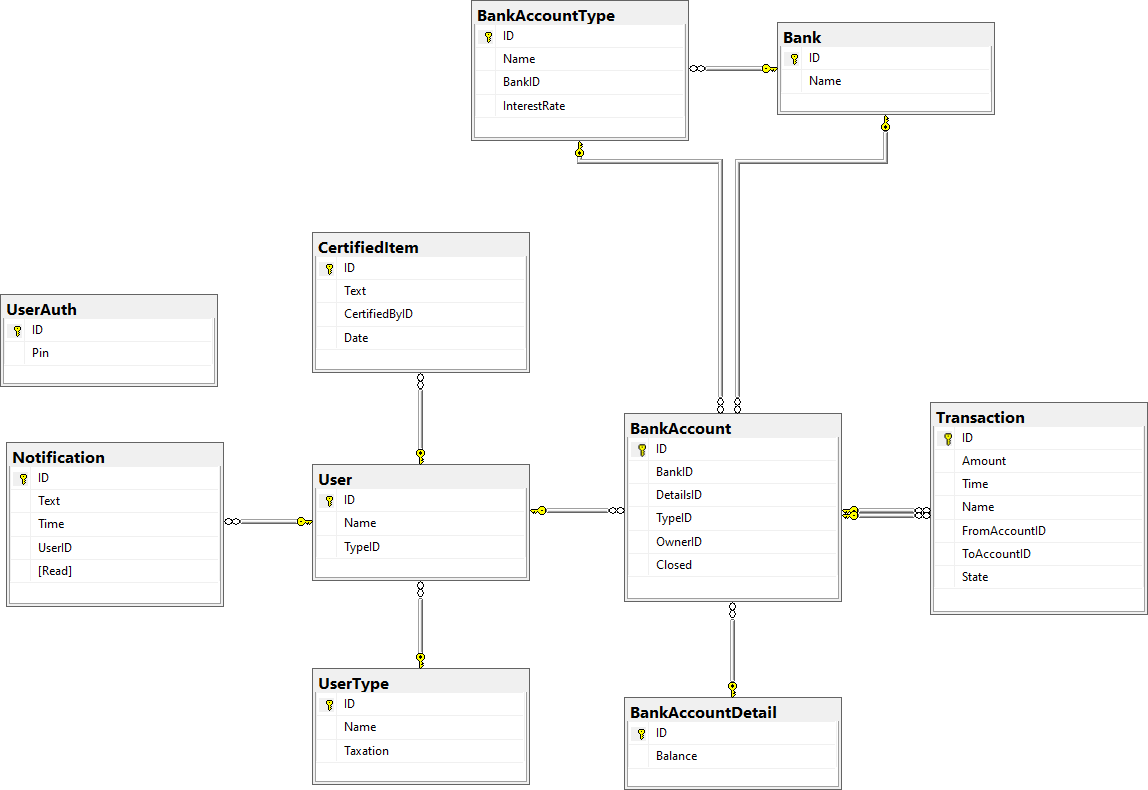 BankAccountType
ID
Name
BankID
InterestRate
Bank
ID
Name
CertifiedItem
ID
Text
CertifiedByID
Date
UserAuth
ID
Pin
Notification
ID
Text
Time
UserID
[Read]
User
ID
Name
TypeID
BankAccount
ID
BankID
DetailsID
TypeID
OwnerID
Closed
Transaction
ID
Amount
Time
Name
FromAccountID
ToAccountID
State
UserType
ID
Name
Taxation
BankAccountDetail
ID
Balance